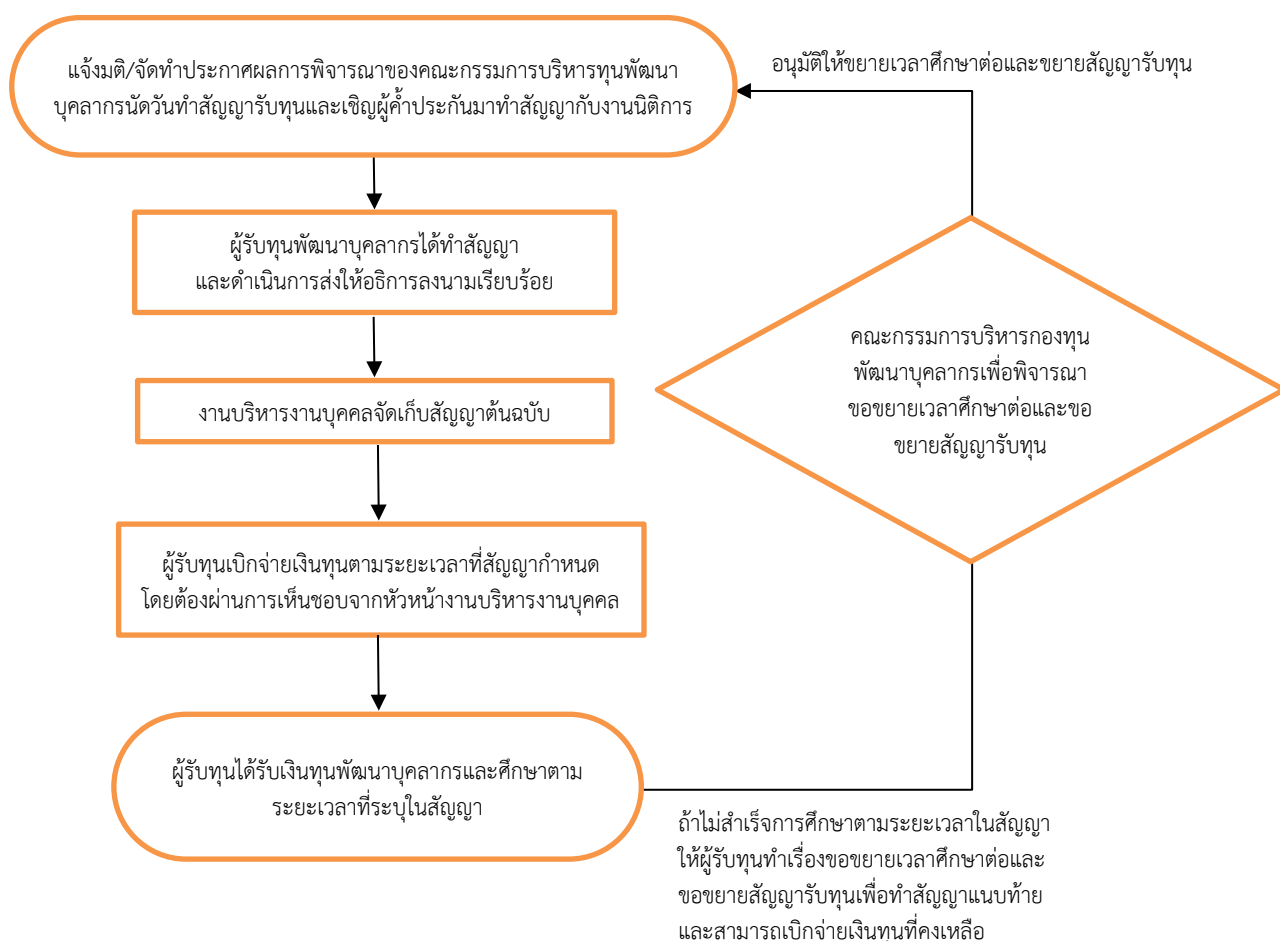 แจ้งมติ/จัดทำประกาศผลการพิจารณาของคณะกรรมการบริหารทุนพัฒนา
บุคลากรนัดวันทำสัญญารับทุนและเชิญผู้ค้ำประกันมาทำสัญญากับงานนิติการ
อนุมัติให้ขยายเวลาศึกษาต่อและขยายสัญญารับทุน
ผู้รับทุนพัฒนาบุคลากรได้ทำสัญญา
และดำเนินการส่งให้อธิการลงนามเรียบร้อย
งานบริหารงานบุคคลจัดเก็บสัญญาต้นฉบับ
คณะกรรมการบริหารกองทุน
พัฒนาบุคลากรเพื่อพิจารณา
ขอขยายเวลาศึกษาต่อและขอ
ขยายสัญญารับทุน
ผู้รับทุนเบิกจ่ายเงินทุนตามระยะเวลาที่สัญญากำหนด
โดยต้องผ่านการเห็นชอบจากหัวหน้างานบริหารงานบุคคล
ผู้รับทุนได้รับเงินทุนพัฒนาบุคลากรและศึกษาตาม
ระยะเวลาที่ระบุในสัญญา
ถ้าไม่สำเร็จการศึกษาตามระยะเวลาในสัญญา
ให้ผู้รับทุนทำเรื่องขอขยายเวลาศึกษาต่อและ
ขอขยายสัญญารับทุนเพื่อทำสัญญาแนบท้าย
และสามารถเบิกจ่ายเงินทุนที่คงเหลือ